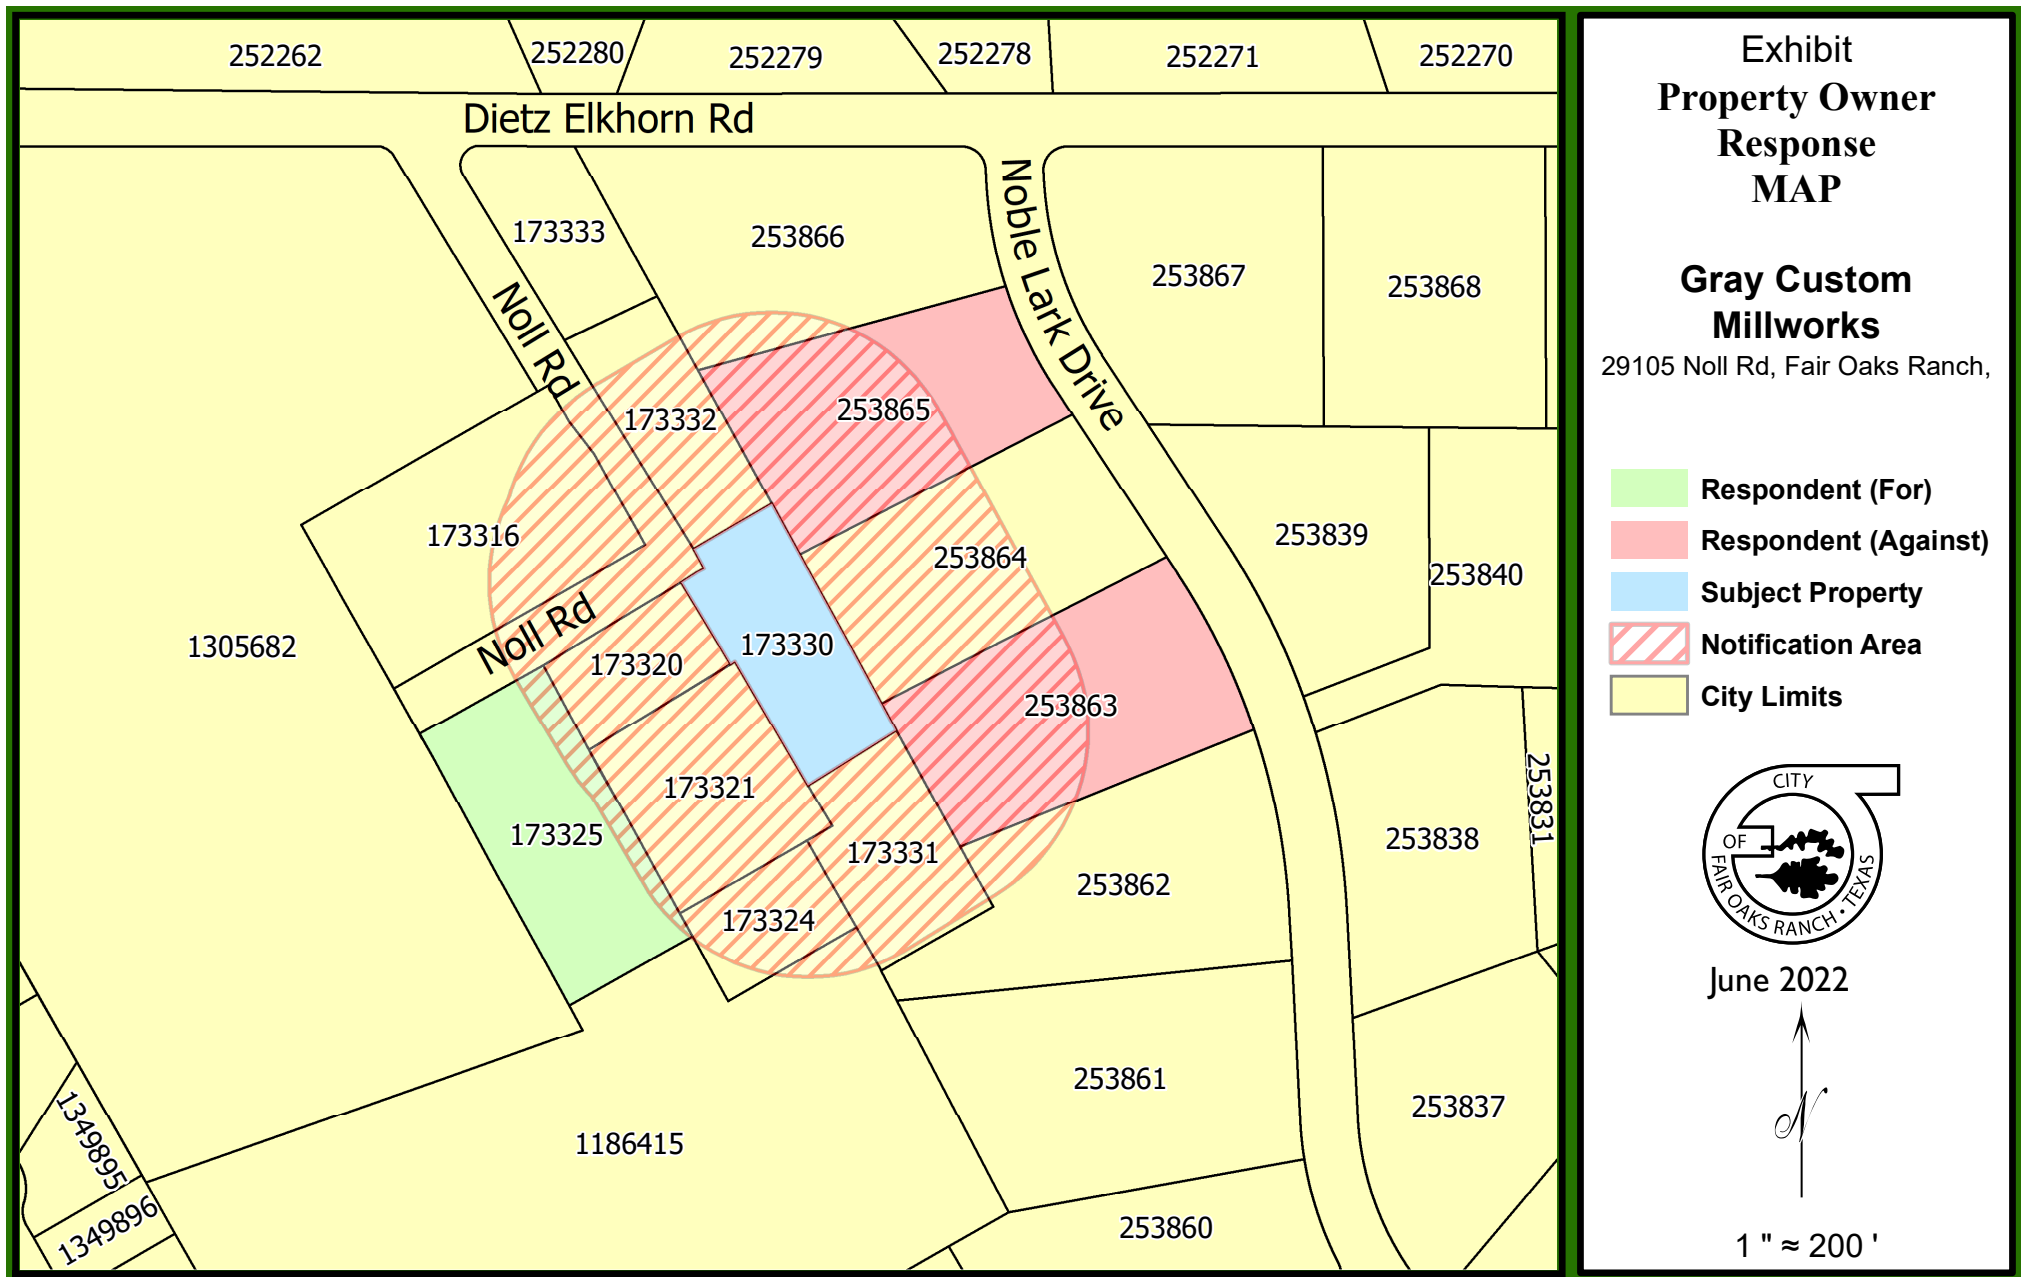 252262
252280
252279
252278
252271
252270
Dietz Elkhorn Rd
173333
253866
Noble Lark Drive
253867
253868
Noll Rd
173332
253865
173316
253864
253839
253840
1305682
Noll Rd
173320
173330
253863
173321
173325
173331
253862
253838
253831
173324
253861
253837
1349895
1186415
1349896
253860
Exhibit
Property Owner
Response
MAP
Gray Custom
Millworks
29105 Noll Rd, Fair Oaks Ranch,
Respondent (For)
Respondent (Against)
Subject Property
Notification Area
City Limits
CITY
OF
FAIR OAKS RANCH • TEXAS
June 2022
N
1 " ≈ 200 '